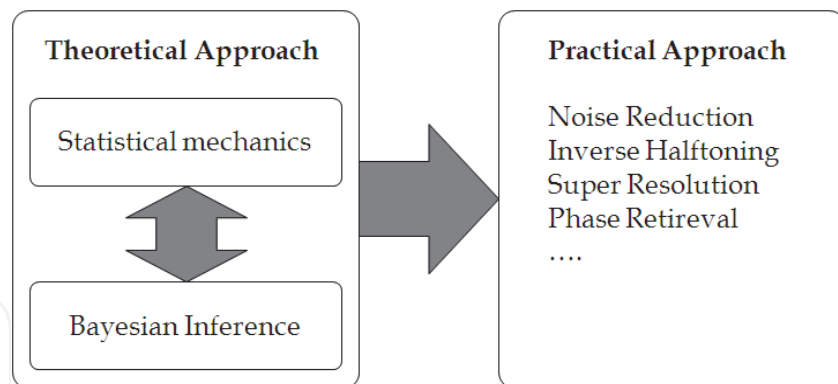 Theoretical Approach
Statistical mechanics
Bayesian Inference
Practical Approach
Noise Reduction
Inverse Halftoning
Super Resolution
Phase Retireval
....